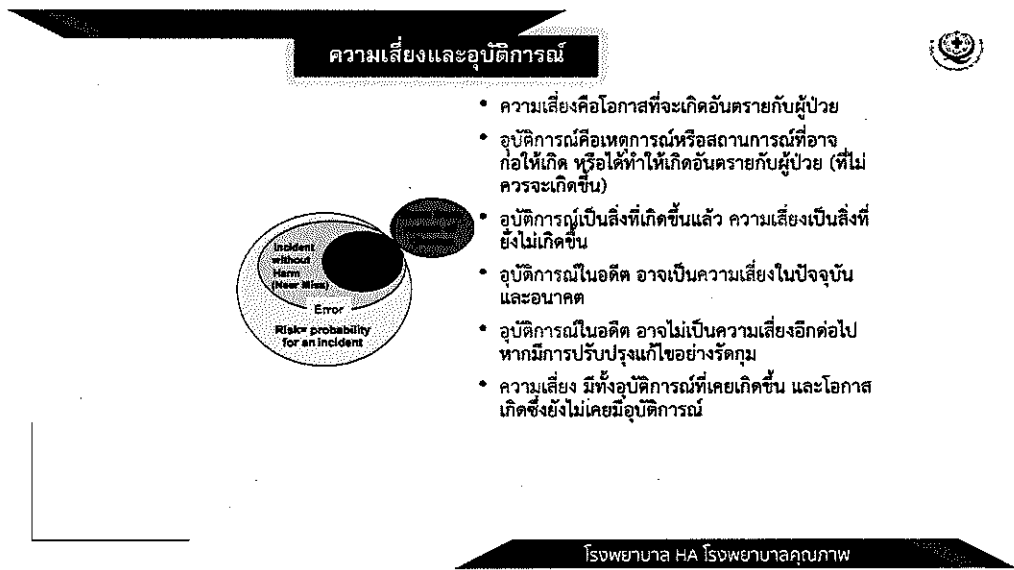 ความเสี่ยงและอุบัติการณ์
• ความเสี่ยงคือโอกาสที่จะเกิดอันตรายกับผู้ป่วย
• อุบัติการณ์คือเหตุการณ์หรือสถานการณ์ที่อาจ
ก่อให้เกิด หรือได้ทำให้เกิดอันตรายกับผู้ป่วย (ที่ไม่
ควรจะเกิดขึ้น)
• อุบัติการณ์เป็นสิ่งที่เกิดขึ้นแล้ว ความเสี่ยงเป็นสิ่งที่
ยังไม่เกิดขึ้น
• อุบัติการณ์ในอดีต อาจเป็นความเสี่ยงในปัจจุบัน
และอนาคต
• อุบัติการณ์ในอดีต อาจไม่เป็นความเสี่ยงอีกต่อไป
หากมีการปรับปรุงแก้ไขอย่างรัดกุม
• ความเสี่ยง มีทั้งอุบัติการณ์ที่เคยเกิดขึ้น และโอกาส
เกิดซึ่งยังไม่เคยมีอุบัติการณ์
Incident
without
Harm
(Near Miss)
Error
Risk= probability
for an incident
โรงพยาบาล HA โรงพยาบาลคุณภาพ